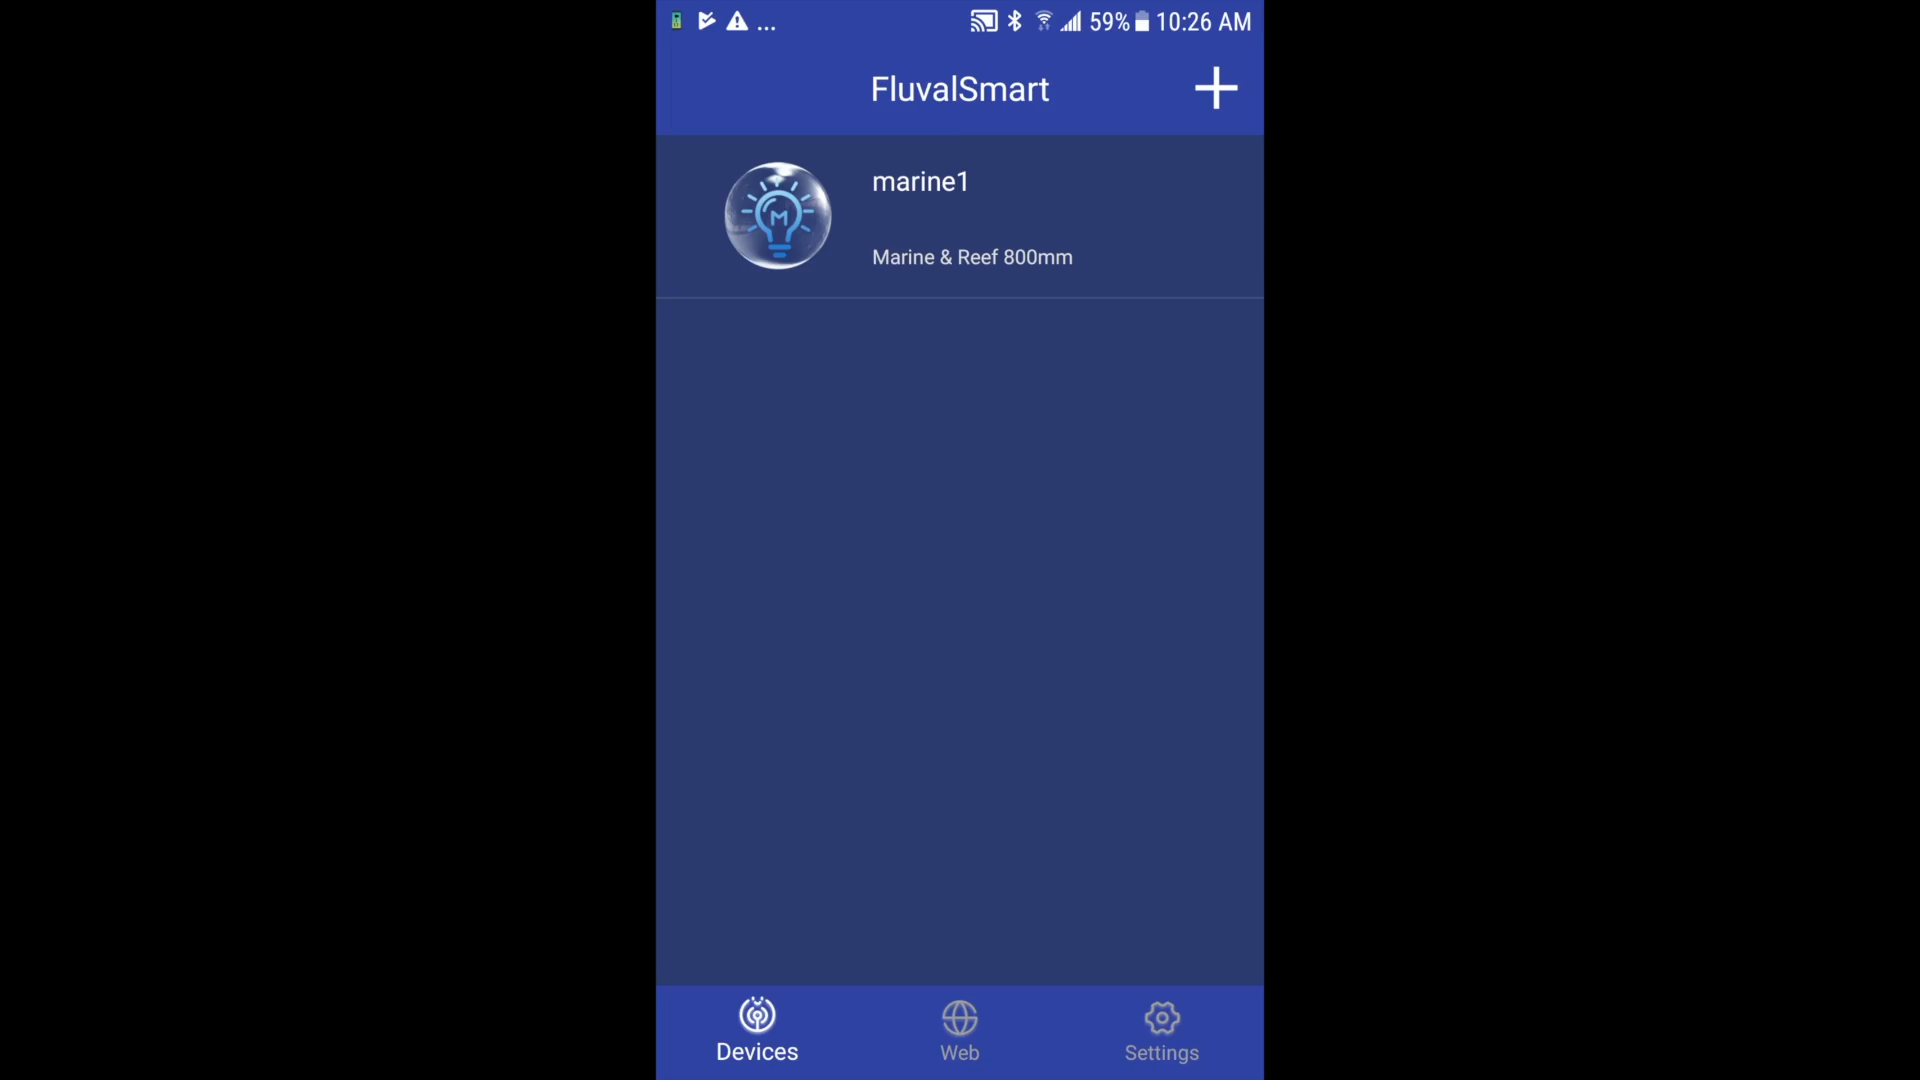 ... 59% 10:26 AM
FluvalSmart
marine1
M
Marine & Reef 800mm
Devices Web Settings